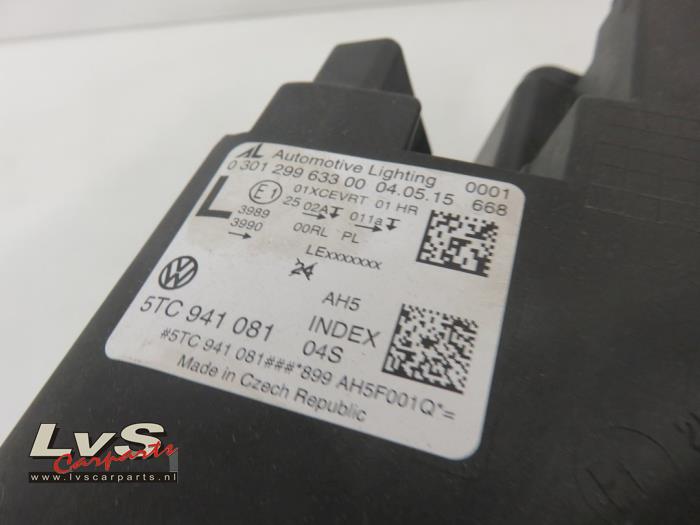 AL Automotive Lighting 0001
0 301 299 633 00 04.05.15 668
L E1 01XCEVRT 01 HR
25 02A 011a
3989 00RL PL
3990
LExxxxxxx
24
AH5
5TC 941 081 INDEX
04S
#5TC 941 081###*899 AH5F001Q*=
Made in Czech Republic
LvS
Carparts
www.lvscarparts.nl